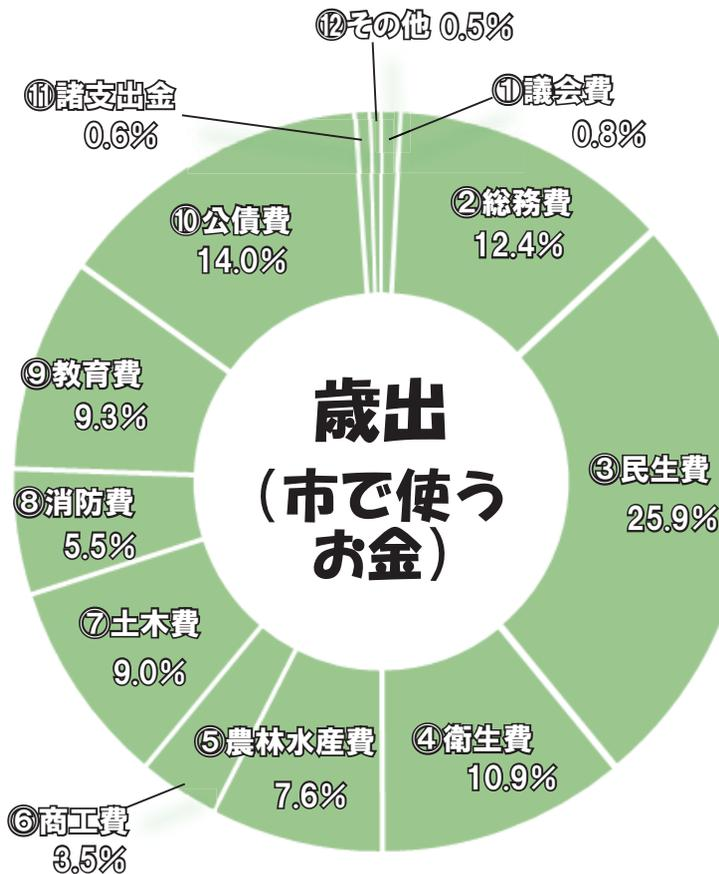 ⑫その他 0.5%
①議会費
0.8%
⑪諸支出金
0.6%
②総務費
12.4%
⑩公債費
14.0%
⑨教育費
9.3%
歳出
(市で使う
お金)
③民生費
25.9%
⑧消防費
5.5%
⑦土木費
9.0%
⑤農林水産費
7.6%
④衛生費
10.9%
⑥商工費
3.5%